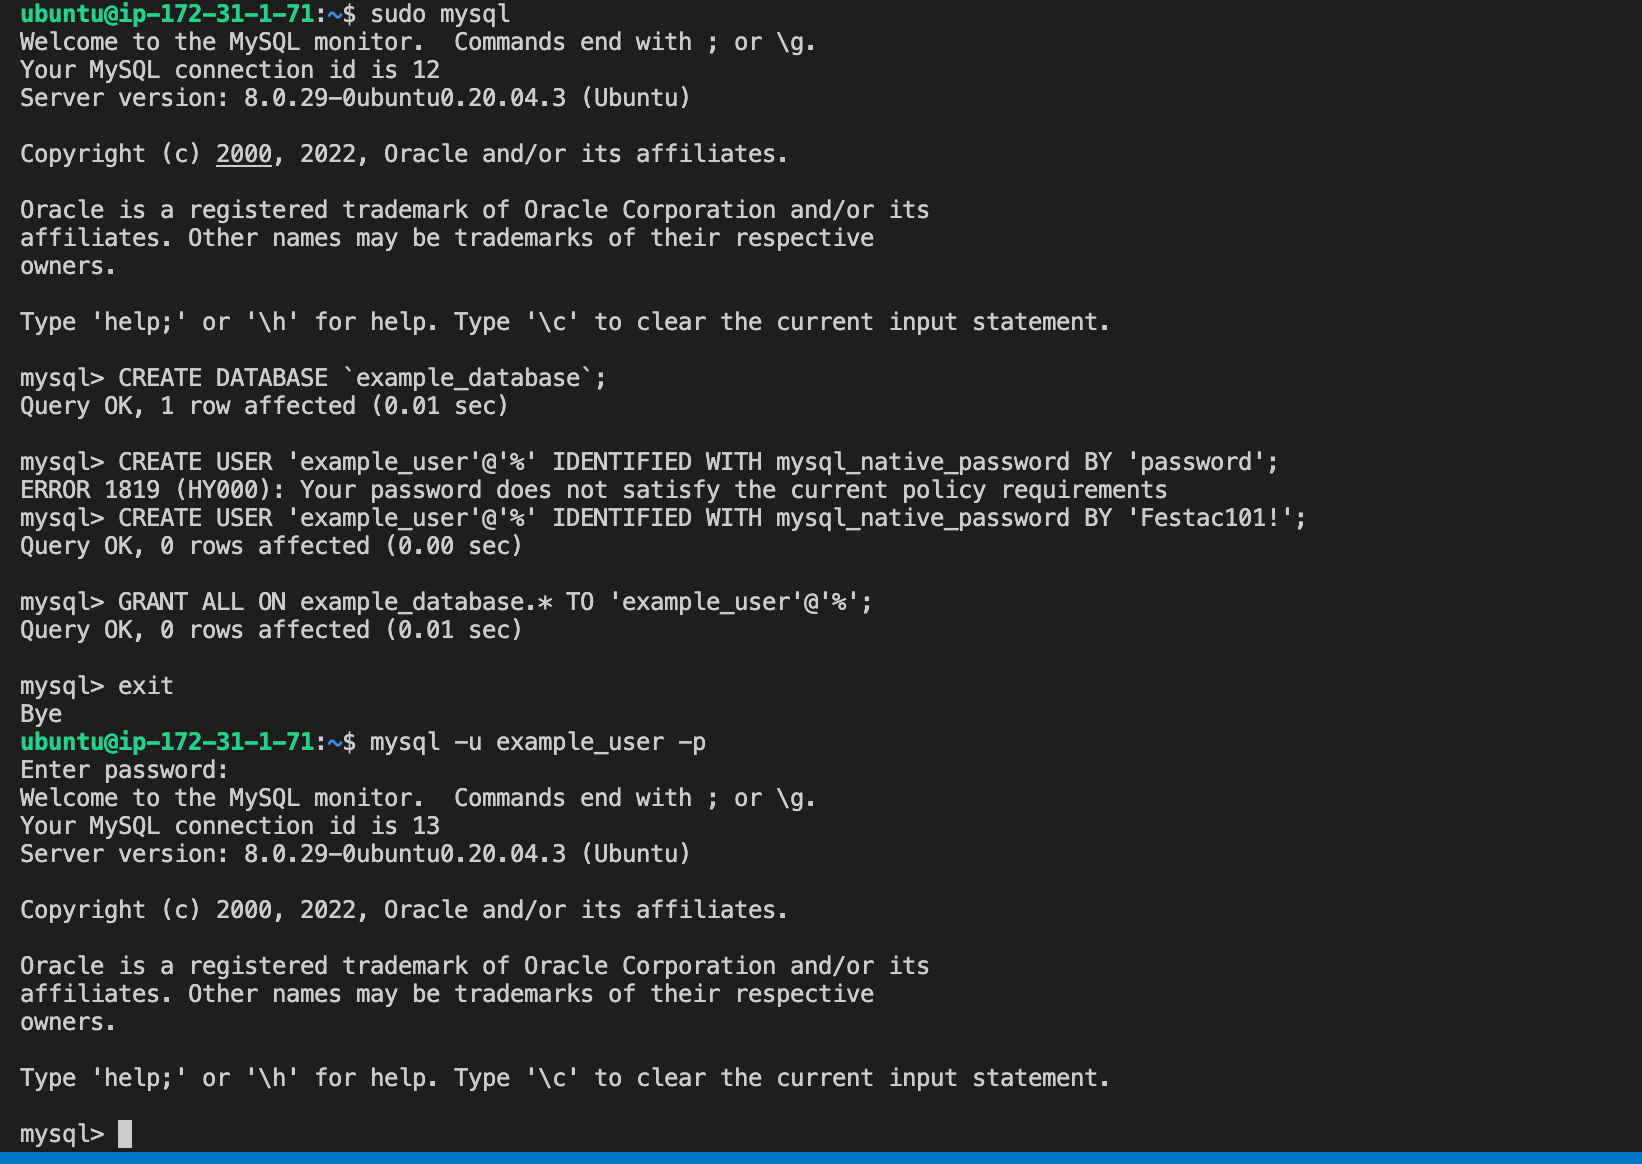 ubuntu@ip-172-31-1-71:~$ sudo mysql
Welcome to the MySQL monitor.  Commands end with ; or \g.
Your MySQL connection id is 12
Server version: 8.0.29-0ubuntu0.20.04.3 (Ubuntu)
Copyright (c) 2000, 2022, Oracle and/or its affiliates.
Oracle is a registered trademark of Oracle Corporation and/or its
affiliates. Other names may be trademarks of their respective
owners.
Type 'help;' or '\h' for help. Type '\c' to clear the current input statement.
mysql> CREATE DATABASE `example_database`;
Query OK, 1 row affected (0.01 sec)
mysql> CREATE USER 'example_user'@'%' IDENTIFIED WITH mysql_native_password BY 'password';
ERROR 1819 (HY000): Your password does not satisfy the current policy requirements
mysql> CREATE USER 'example_user'@'%' IDENTIFIED WITH mysql_native_password BY 'Festac101!';
Query OK, 0 rows affected (0.00 sec)
mysql> GRANT ALL ON example_database.* TO 'example_user'@'%';
Query OK, 0 rows affected (0.01 sec)
mysql> exit
Bye
ubuntu@ip-172-31-1-71:~$ mysql -u example_user -p
Enter password:
Welcome to the MySQL monitor.  Commands end with ; or \g.
Your MySQL connection id is 13
Server version: 8.0.29-0ubuntu0.20.04.3 (Ubuntu)
Copyright (c) 2000, 2022, Oracle and/or its affiliates.
Oracle is a registered trademark of Oracle Corporation and/or its
affiliates. Other names may be trademarks of their respective
owners.
Type 'help;' or '\h' for help. Type '\c' to clear the current input statement.
mysql>